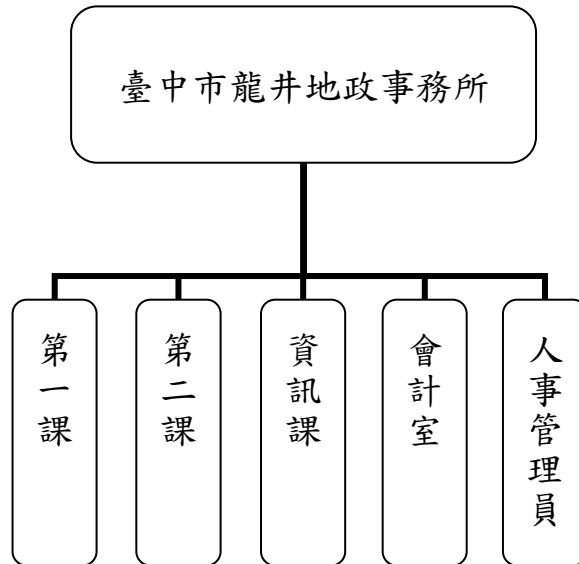 臺中市龍井地政事務所
第一課
第二課
資訊課
會計室
人事管理員